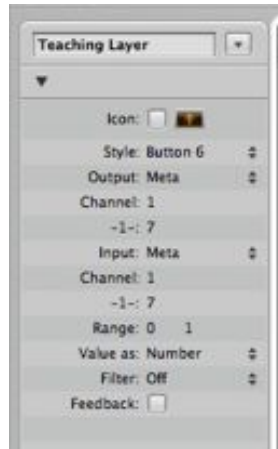 Teaching Layer
Icon:
Style: Button 6
Output: Meta
Channel: 1
-1-: 7
Input: Meta
Channel: 1
-1-: 7
Range: 0 1
Value as: Number
Filter: Off
Feedback: